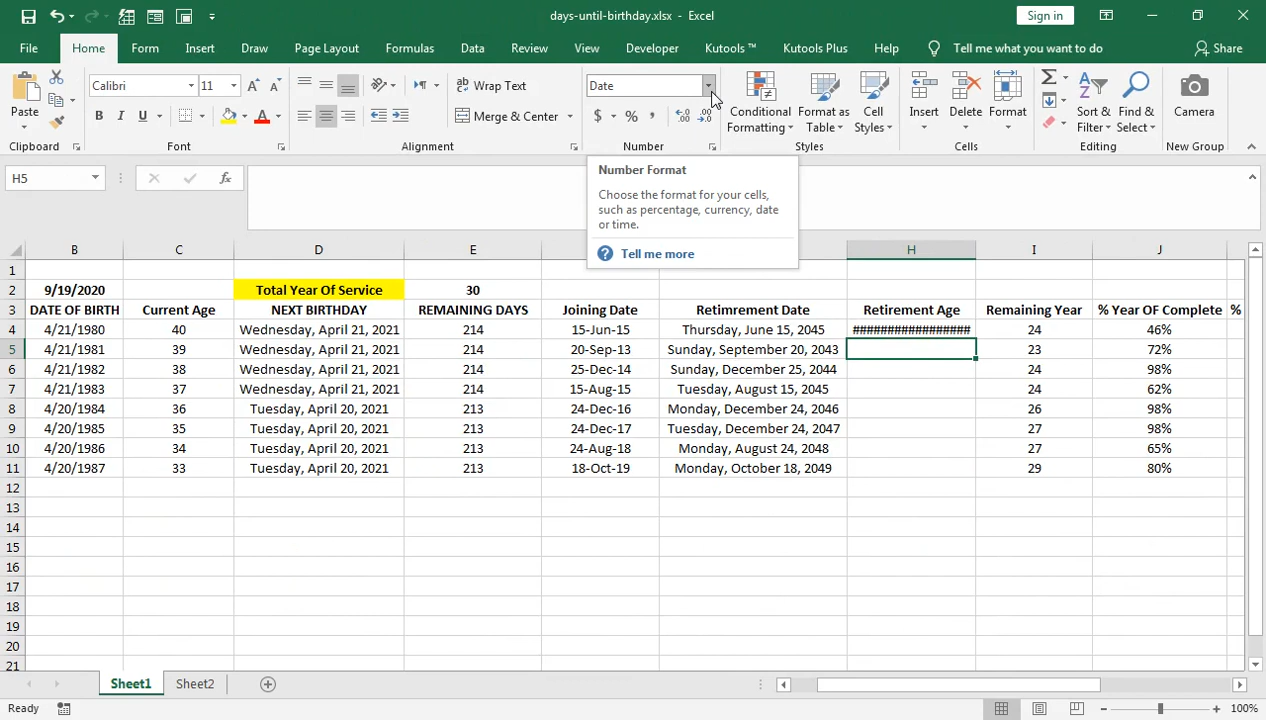 days-until-birthday.xlsx - Excel
Sign in
File Home Form Insert Draw Page Layout Formulas Data Review View Developer Kutools ™ Kutools Plus Help Tell me what you want to do Share
Calibri 11 Wrap Text Date
Paste Merge & Center $ % , Conditional Formatting Format as Table Cell Styles Insert Delete Format Sort & Filter Find & Select Camera
B I U
Clipboard Font Alignment Number Styles Cells Editing New Group
H5 fx
Number Format
Choose the format for your cells,
such as percentage, currency, date
or time.
Tell me more
B C D E H I J
1
2 9/19/2020 Total Year Of Service 30
3 DATE OF BIRTH Current Age NEXT BIRTHDAY REMAINING DAYS Joining Date Retimrement Date Retirement Age Remaining Year % Year OF Complete %
4 4/21/1980 40 Wednesday, April 21, 2021 214 15-Jun-15 Thursday, June 15, 2045 ################# 24 46%
5 4/21/1981 39 Wednesday, April 21, 2021 214 20-Sep-13 Sunday, September 20, 2043 23 72%
6 4/21/1982 38 Wednesday, April 21, 2021 214 25-Dec-14 Sunday, December 25, 2044 24 98%
7 4/21/1983 37 Wednesday, April 21, 2021 214 15-Aug-15 Tuesday, August 15, 2045 24 62%
8 4/20/1984 36 Tuesday, April 20, 2021 213 24-Dec-16 Monday, December 24, 2046 26 98%
9 4/20/1985 35 Tuesday, April 20, 2021 213 24-Dec-17 Tuesday, December 24, 2047 27 98%
10 4/20/1986 34 Tuesday, April 20, 2021 213 24-Aug-18 Monday, August 24, 2048 27 65%
11 4/20/1987 33 Tuesday, April 20, 2021 213 18-Oct-19 Monday, October 18, 2049 29 80%
12
13
14
15
16
17
18
19
20
21
Sheet1 Sheet2
Ready 100%